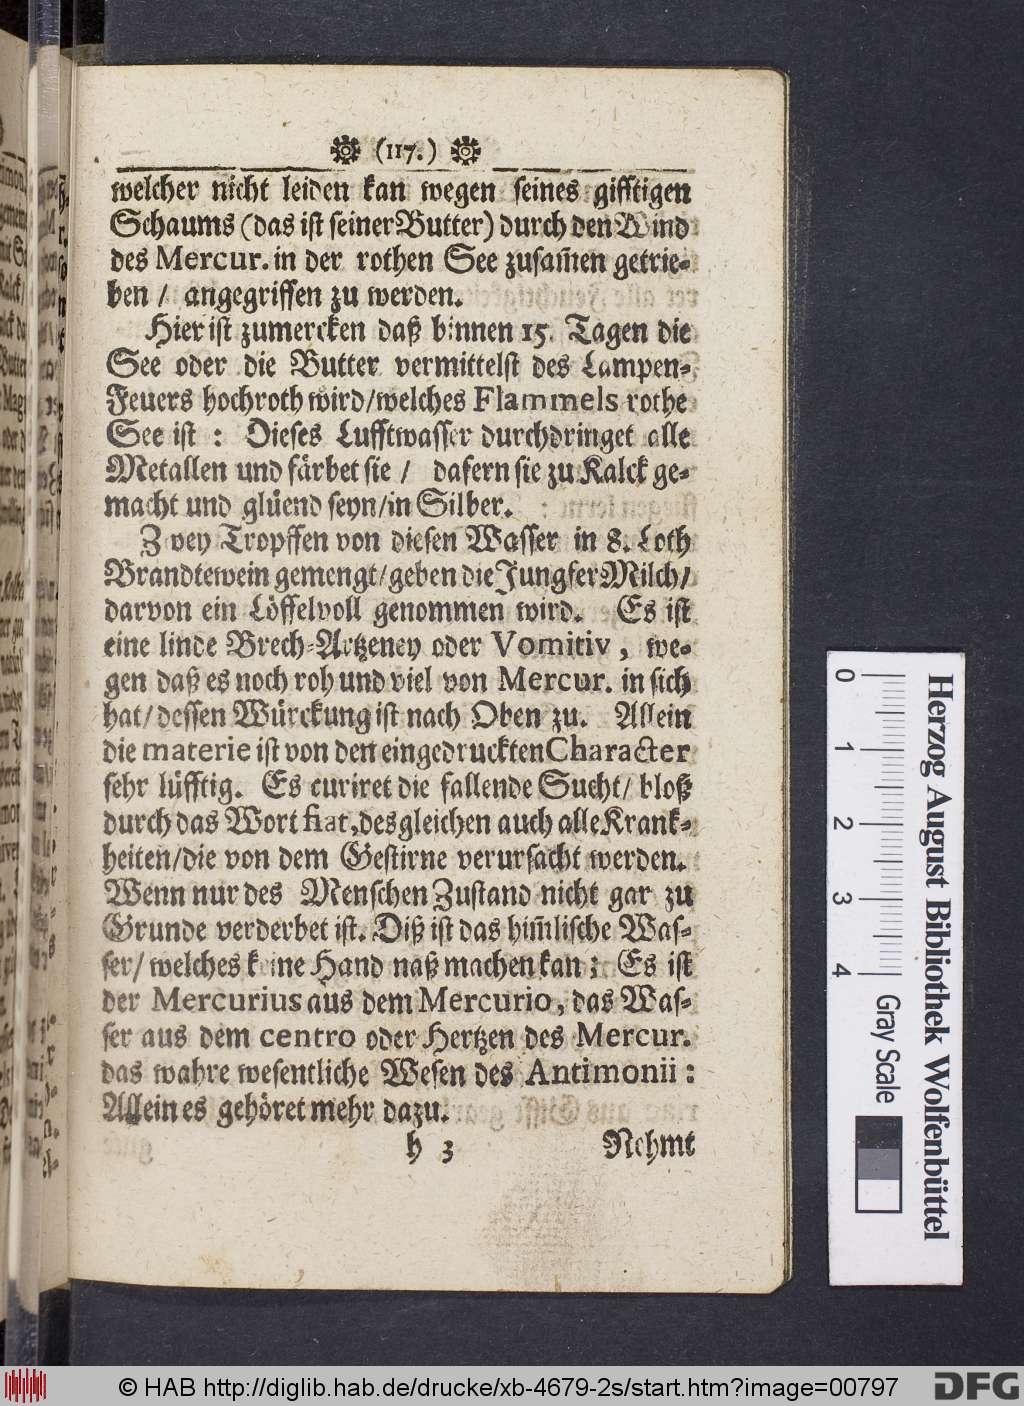 (117.)
welcher nicht leiden kan wegen seines gifftigen
Schaums (das ist seiner Butter) durch den Wind
des Mercur. in der rothen See zusam̃en getrie-
ben / angegriffen zu werden.
Hier ist zumercken daß binnen 15. Tagen die
See oder die Butter vermittelst des Lampen-
Feuers hochroth wird/welches Flammels rothe
See ist : Dieses Lufftwasser durchdringet alle
Metallen und färbet sie / dafern sie zu Kalck ge-
macht und glüend seyn/in Silber.
Zwey Tropffen von diesen Wasser in 8. Loth
Brandtewein gemengt/geben die Jungfer Milch/
darvon ein Löffelvoll genommen wird. Es ist
eine linde Brech-Artzeney oder Vomitiv, we-
gen daß es noch roh und viel von Mercur. in sich
hat/dessen Würckung ist nach Oben zu. Allein
die materie ist von den eingedruckten Character
sehr lüfftig. Es curiret die fallende Sucht/ bloß
durch das Wort fiat, desgleichen auch alle Krank-
heiten/die von dem Gestirne verursacht werden.
Wenn nur des Menschen Zustand nicht gar zu
Grunde verderbet ist. Diß ist das him̃lische Was-
ser/ welches keine Hand naß machen kan; Es ist
der Mercurius aus dem Mercurio, das Was-
ser aus dem centro oder Hertzen des Mercur.
das wahre wesentliche Wesen des Antimonii:
Allein es gehöret mehr dazu.
h 3 Nehmt
0 1 2 3 4
Gray Scale
Herzog August Bibliothek Wolfenbüttel
© HAB http://diglib.hab.de/drucke/xb-4679-2s/start.htm?image=00797
DFG